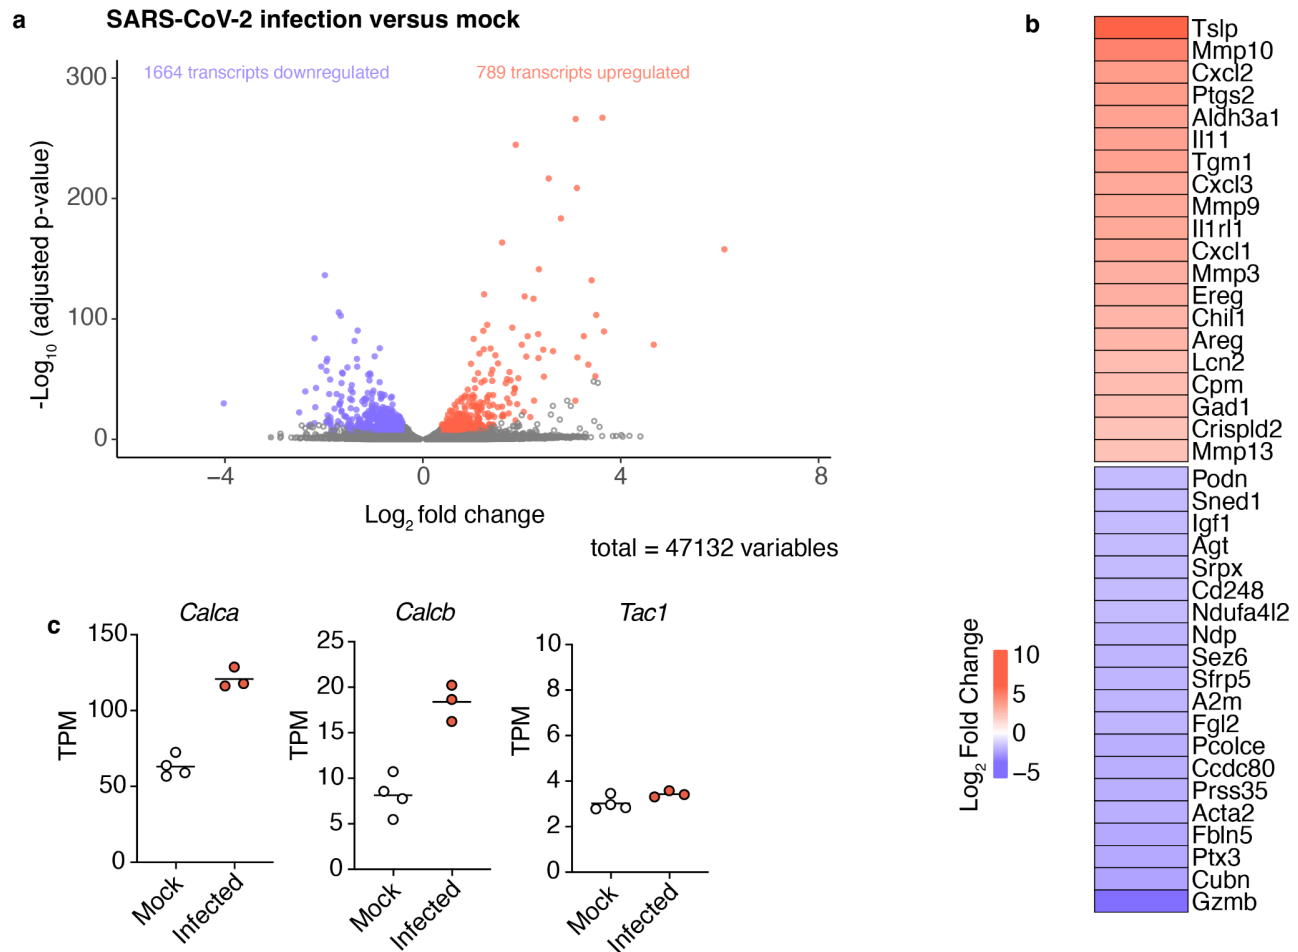 a
SARS-CoV-2 infection versus mock
1664 transcripts downregulated
789 transcripts upregulated
-Log10 (adjusted p-value)
300
200
100
0
−4
0
4
8
Log2 fold change
total = 47132 variables
b
Tslp
Mmp10
Cxcl2
Ptgs2
Aldh3a1
Il11
Tgm1
Cxcl3
Mmp9
Il1rl1
Cxcl1
Mmp3
Ereg
Chil1
Areg
Lcn2
Cpm
Gad1
Crispld2
Mmp13
Podn
Sned1
Igf1
Agt
Srpx
Cd248
Ndufa4l2
Ndp
Sez6
Sfrp5
A2m
Fgl2
Pcolce
Ccdc80
Prss35
Acta2
Fbln5
Ptx3
Cubn
Gzmb
Log2 Fold Change
10
5
0
−5
c
Calca
TPM
150
100
50
0
Mock
Infected
Calcb
TPM
25
20
15
10
5
0
Mock
Infected
Tac1
TPM
10
8
6
4
2
0
Mock
Infected